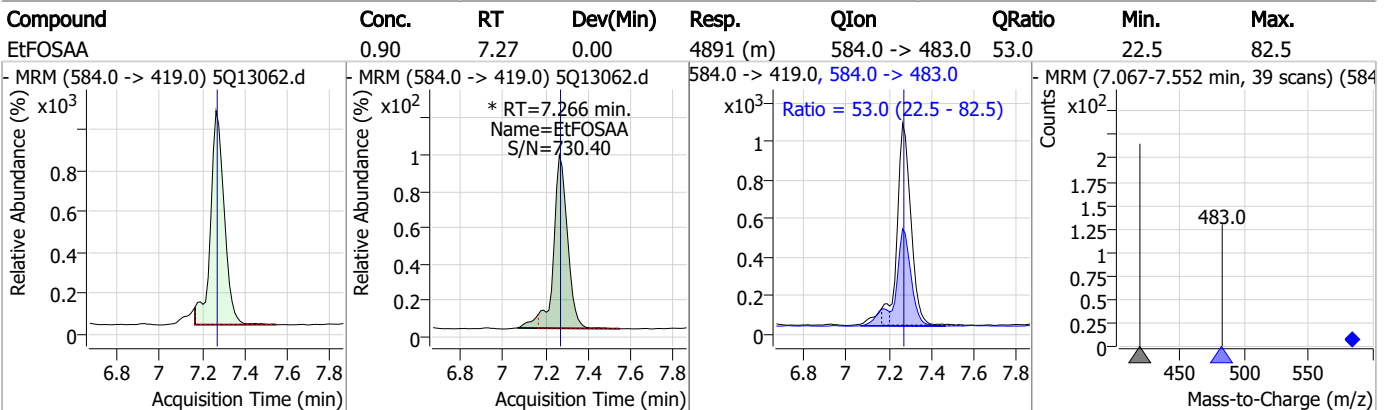 Compound Conc. RT Dev(Min) Resp. QIon QRatio Min. Max.
EtFOSAA 0.90 7.27 0.00 4891 (m) 584.0 -> 483.0 53.0 22.5 82.5
- MRM (584.0 -> 419.0) 5Q13062.d
x10³
Relative Abundance (%)
0.8
0.6
0.4
0.2
0
6.8 7 7.2 7.4 7.6 7.8
Acquisition Time (min)
- MRM (584.0 -> 419.0) 5Q13062.d
x10²
* RT=7.266 min.
Name=EtFOSAA
S/N=730.40
Relative Abundance (%)
1
0.8
0.6
0.4
0.2
0
6.8 7 7.2 7.4 7.6 7.8
Acquisition Time (min)
584.0 -> 419.0, 584.0 -> 483.0
x10³
Ratio = 53.0 (22.5 - 82.5)
1
0.8
0.6
0.4
0.2
0
6.8 7 7.2 7.4 7.6 7.8
Acquisition Time (min)
- MRM (7.067-7.552 min, 39 scans) (584
x10²
Counts
2
1.75
1.5
1.25
1
0.75
0.5
0.25
0
483.0
450 500 550
Mass-to-Charge (m/z)